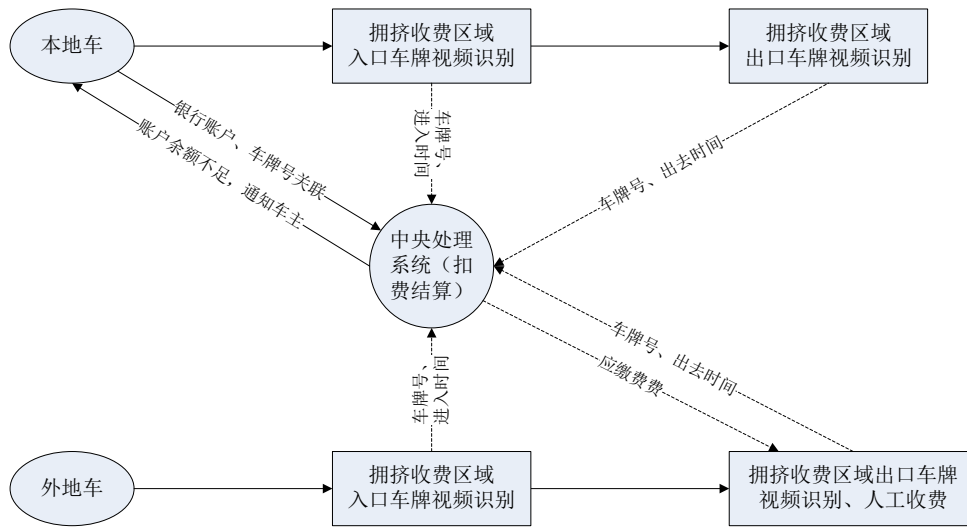 本地车
拥挤收费区域
入口车牌视频识别
拥挤收费区域
出口车牌视频识别
银行账户、车牌号关联
账户余额不足，通知车主
车牌号、
进入时间
车牌号、出去时间
中央处理
系统（扣
费结算）
车牌号、
进入时间
车牌号、出去时间
应缴费费
外地车
拥挤收费区域
入口车牌视频识别
拥挤收费区域出口车牌
视频识别、人工收费